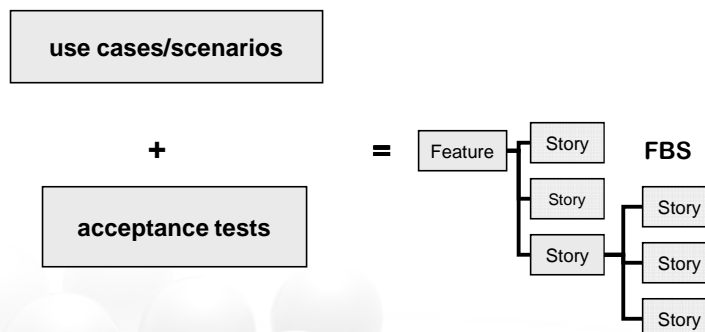 use cases/scenarios
+
=
Feature
Story
FBS
Story
Story
acceptance tests
Story
Story
Story